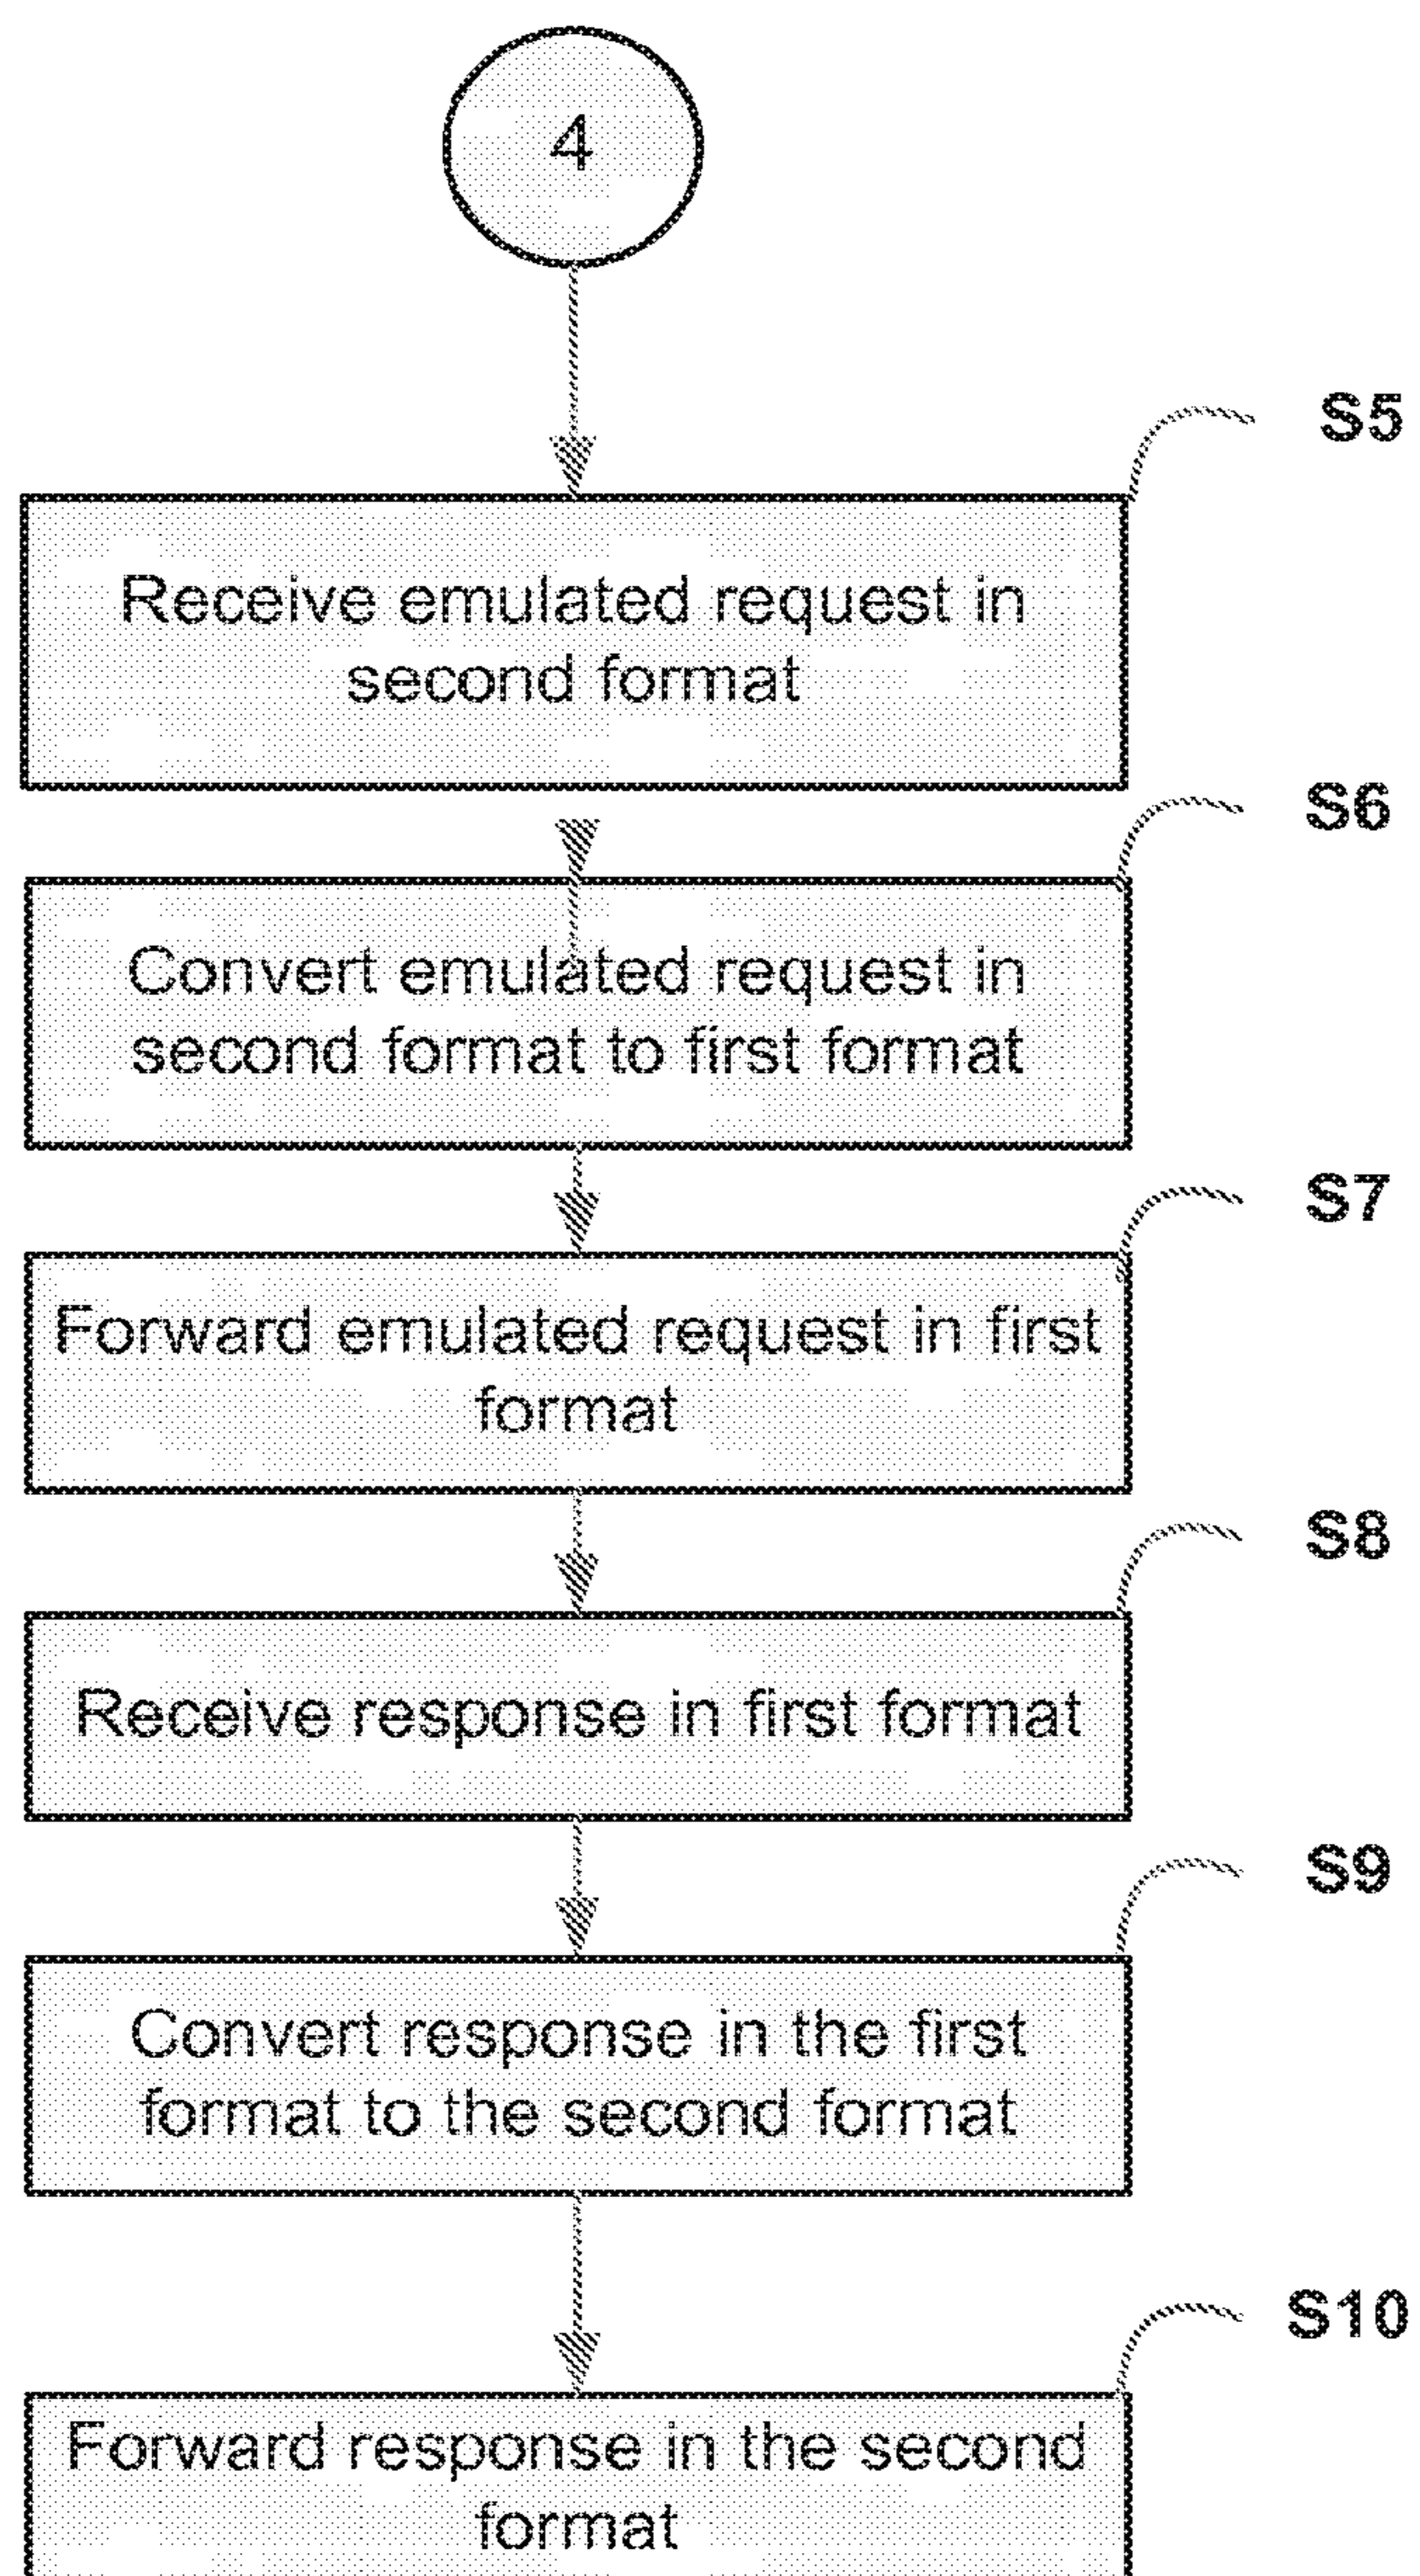 4
S5
Receive emulated request in
second format
S6
Convert emulated request in
second format to first format
S7
Forward emulated request in first
format
S8
Receive response in first format
S9
Convert response in the first
format to the second format
S10
Forward response in the second
format